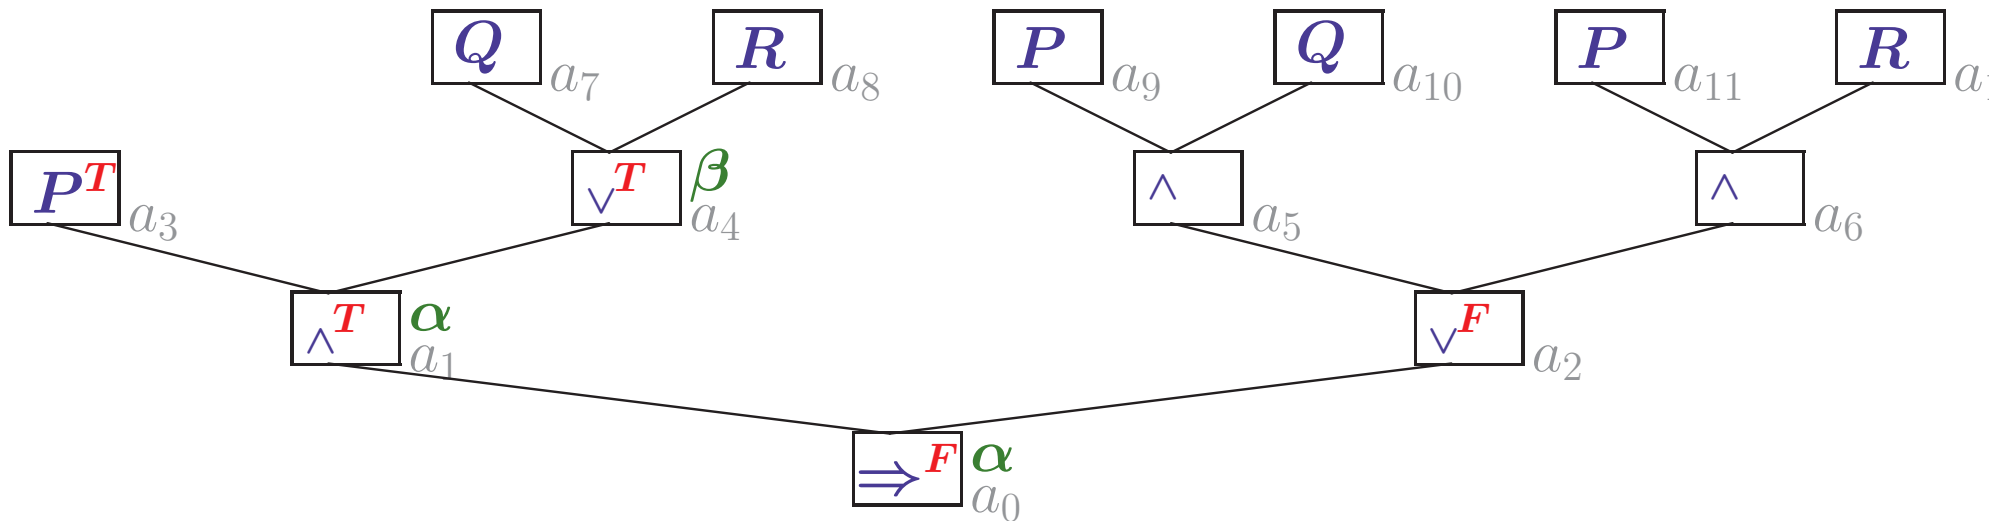 Q a₇ R a₈ P a₉ Q a₁₀ P a₁₁ R
P^T a₃ ∨^T β a₄ ∧ a₅ ∧ a₆
∧^T α a₁ ∨^F a₂
⇒^F α a₀